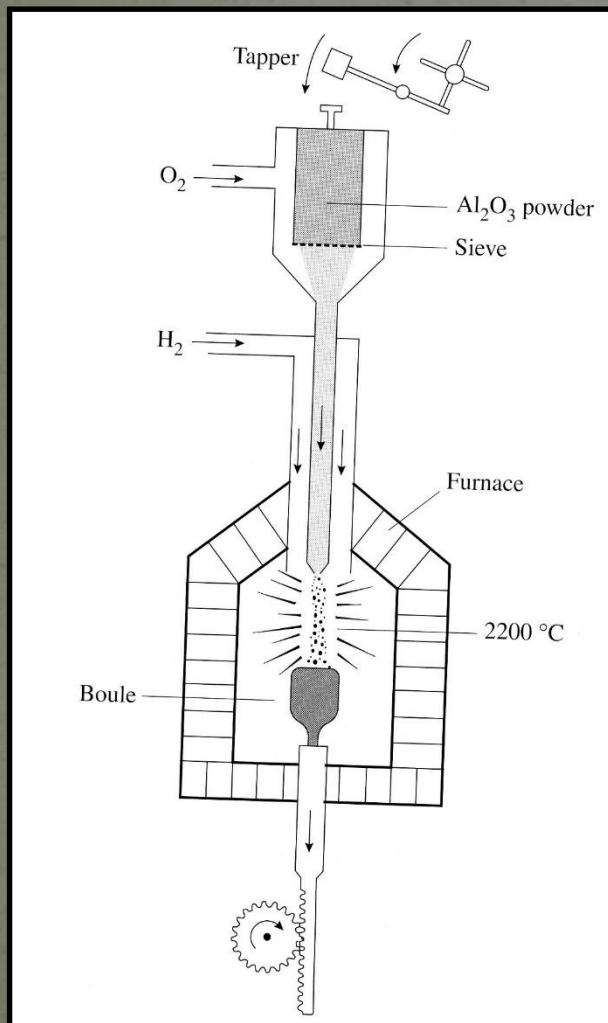 Tapper
O₂
Al₂O₃ powder
Sieve
H₂
Furnace
2200 °C
Boule